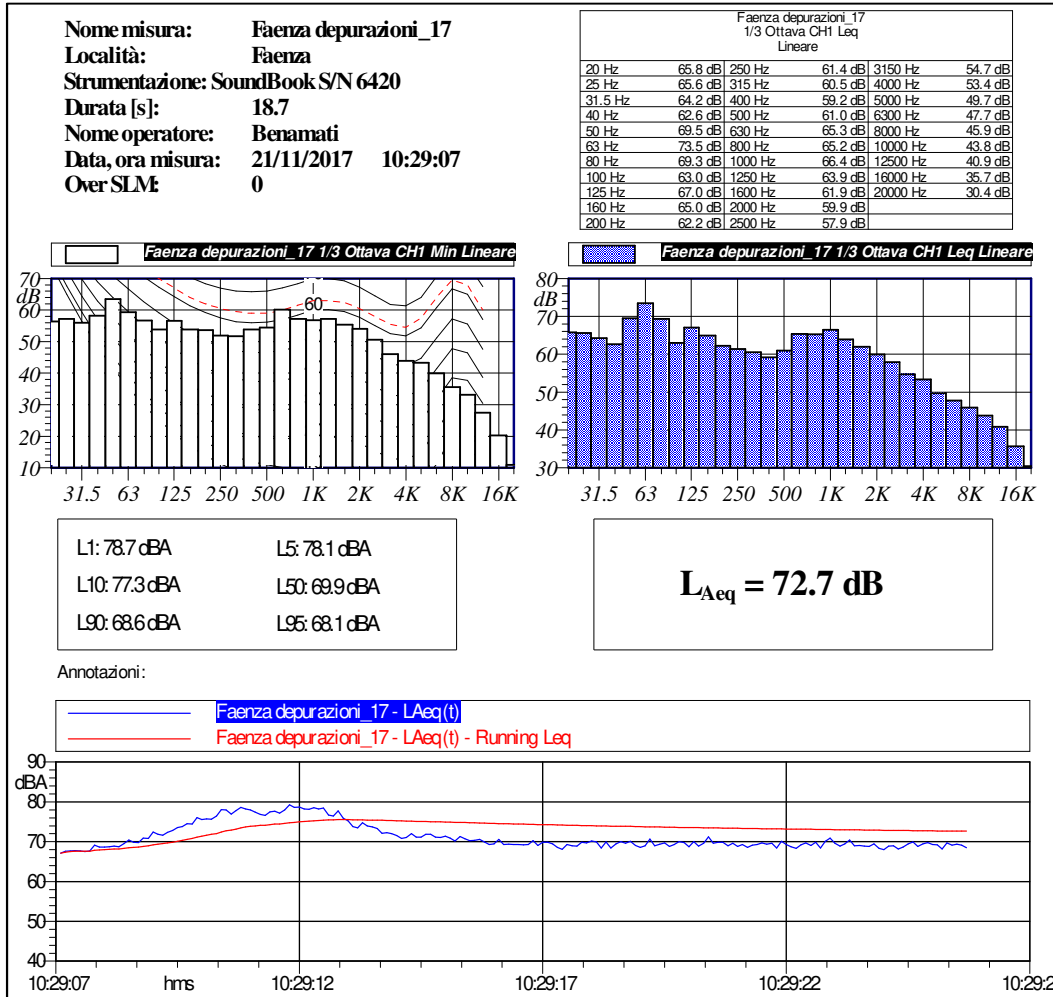 Nome misura: Faenza depurazioni_17
Località: Faenza
Strumentazione: SoundBook S/N 6420
Durata [s]: 18.7
Nome operatore: Benamati
Data, ora misura: 21/11/2017 10:29:07
Over SLM: 0
Faenza depurazioni_17
1/3 Ottava CH1 Leq
Lineare
20 Hz 65.8 dB 250 Hz 61.4 dB 3150 Hz 54.7 dB
25 Hz 65.6 dB 315 Hz 60.5 dB 4000 Hz 53.4 dB
31.5 Hz 64.2 dB 400 Hz 59.2 dB 5000 Hz 49.7 dB
40 Hz 62.6 dB 500 Hz 61.0 dB 6300 Hz 47.7 dB
50 Hz 69.5 dB 630 Hz 65.3 dB 8000 Hz 45.9 dB
63 Hz 73.5 dB 800 Hz 65.2 dB 10000 Hz 43.8 dB
80 Hz 69.3 dB 1000 Hz 66.4 dB 12500 Hz 40.9 dB
100 Hz 63.0 dB 1250 Hz 63.9 dB 16000 Hz 35.7 dB
125 Hz 67.0 dB 1600 Hz 61.9 dB 20000 Hz 30.4 dB
160 Hz 65.0 dB 2000 Hz 59.9 dB
200 Hz 62.2 dB 2500 Hz 57.9 dB
Faenza depurazioni_17 1/3 Ottava CH1 Min Lineare
70
dB
60
50
40
30
20
10
60
31.5 63 125 250 500 1K 2K 4K 8K 16K
Faenza depurazioni_17 1/3 Ottava CH1 Leq Lineare
80
dB
70
60
50
40
30
31.5 63 125 250 500 1K 2K 4K 8K 16K
L1: 78.7 dBA L5: 78.1 dBA
L10: 77.3 dBA L50: 69.9 dBA
L90: 68.6 dBA L95: 68.1 dBA
LAeq = 72.7 dB
Annotazioni:
Faenza depurazioni_17 - LAeq(t)
Faenza depurazioni_17 - LAeq(t) - Running Leq
90
dBA
80
70
60
50
40
10:29:07 hms 10:29:12 10:29:17 10:29:22 10:29:2